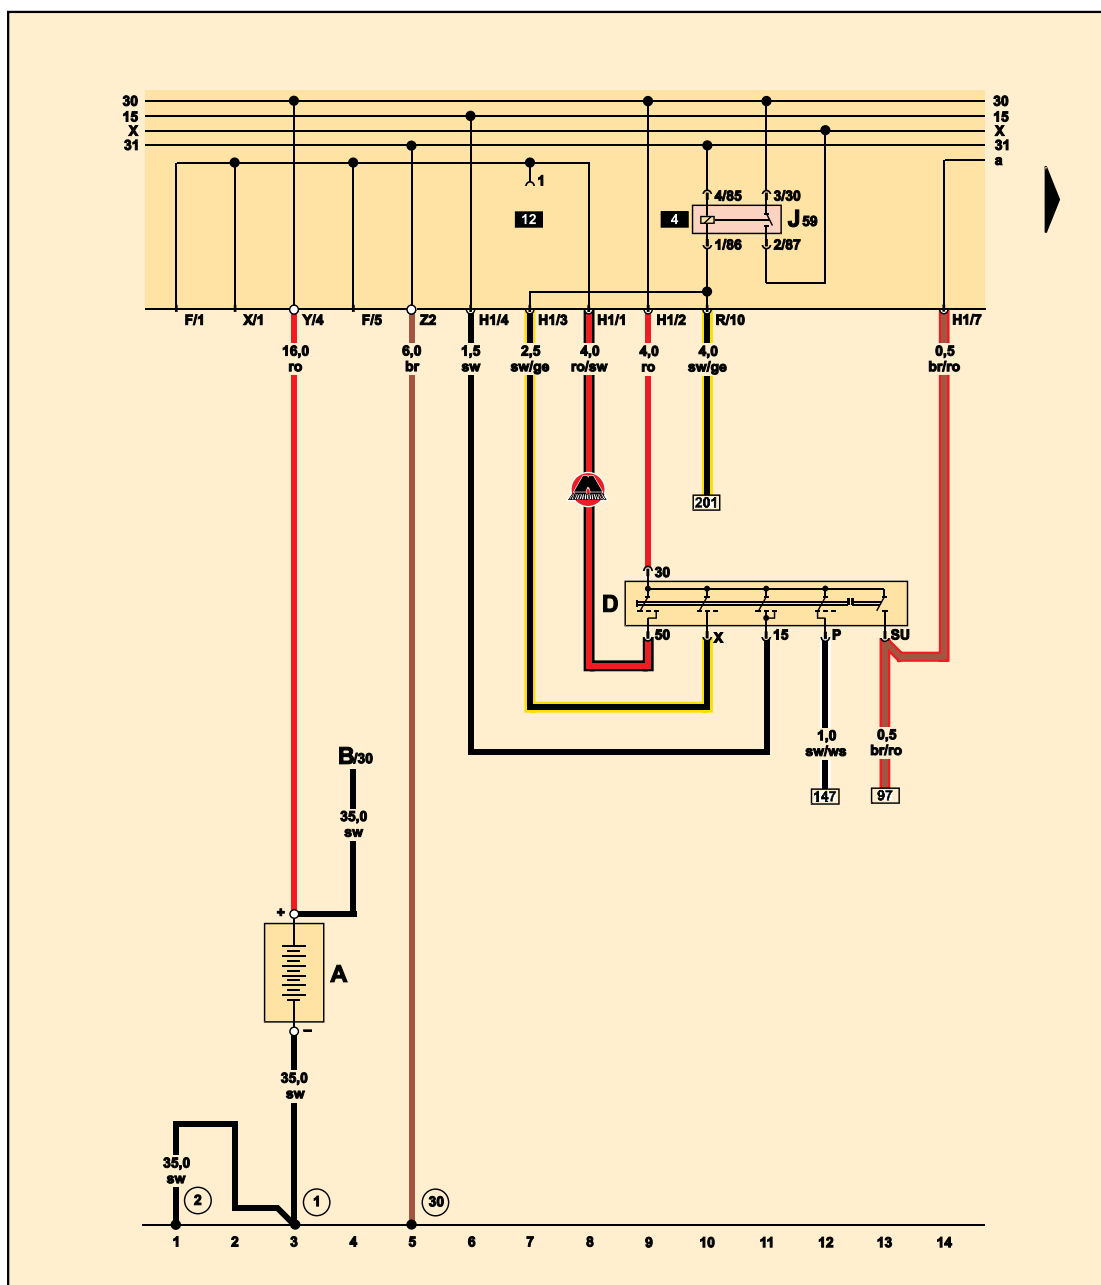 30 30
15 15
X X
31 31
a
1
4/85 3/30
12 4 J59
1/86 2/87
F/1 X/1 Y/4 F/5 Z2 H1/4 H1/3 H1/1 H1/2 R/10 H1/7
16,0 6,0 1,5 2,5 4,0 4,0 4,0 0,5
ro br sw sw/ge ro/sw ro sw/ge br/ro
201
30
D
50 X 15 P SU
1,0 0,5
sw/ws br/ro
B/30
147 97
35,0
sw
+
A
−
35,0
sw
35,0
sw
2 1 30
1 2 3 4 5 6 7 8 9 10 11 12 13 14